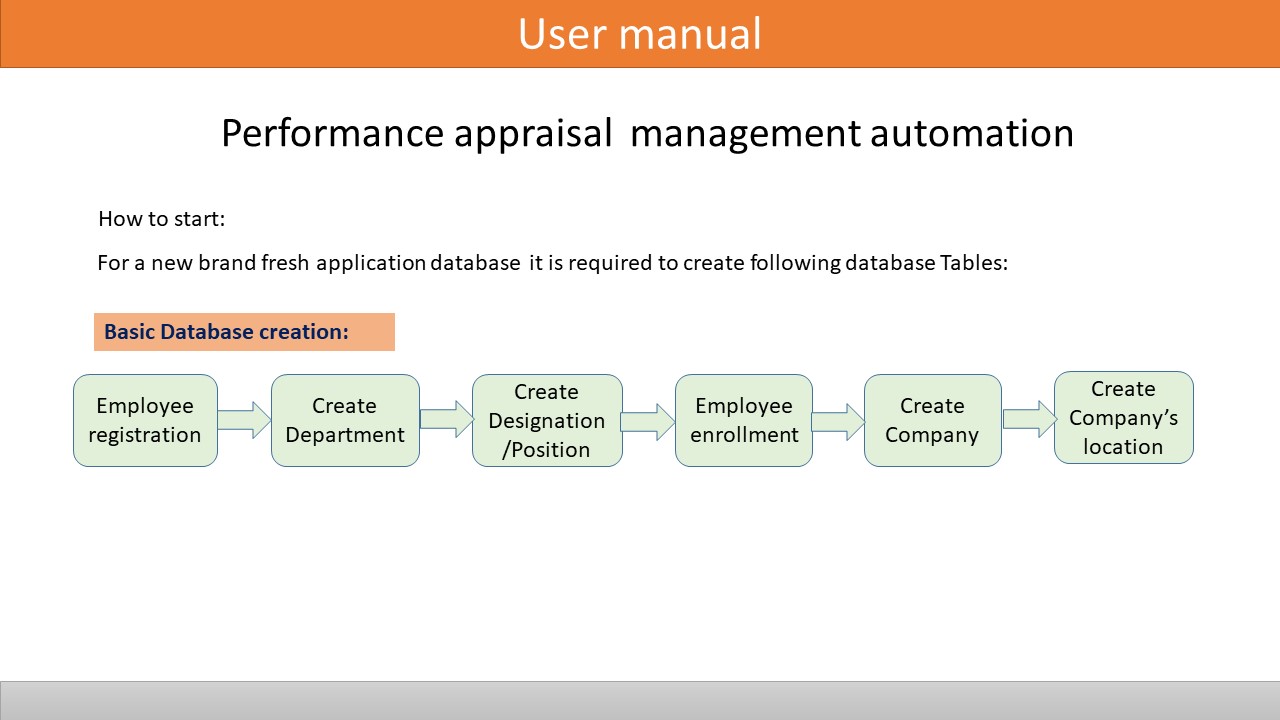 User manual
Performance appraisal management automation
How to start:
For a new brand fresh application database it is required to create following database Tables:
Basic Database creation:
Employee
registration
Create
Department
Create
Designation
/Position
Employee
enrollment
Create
Company
Create
Company’s
location